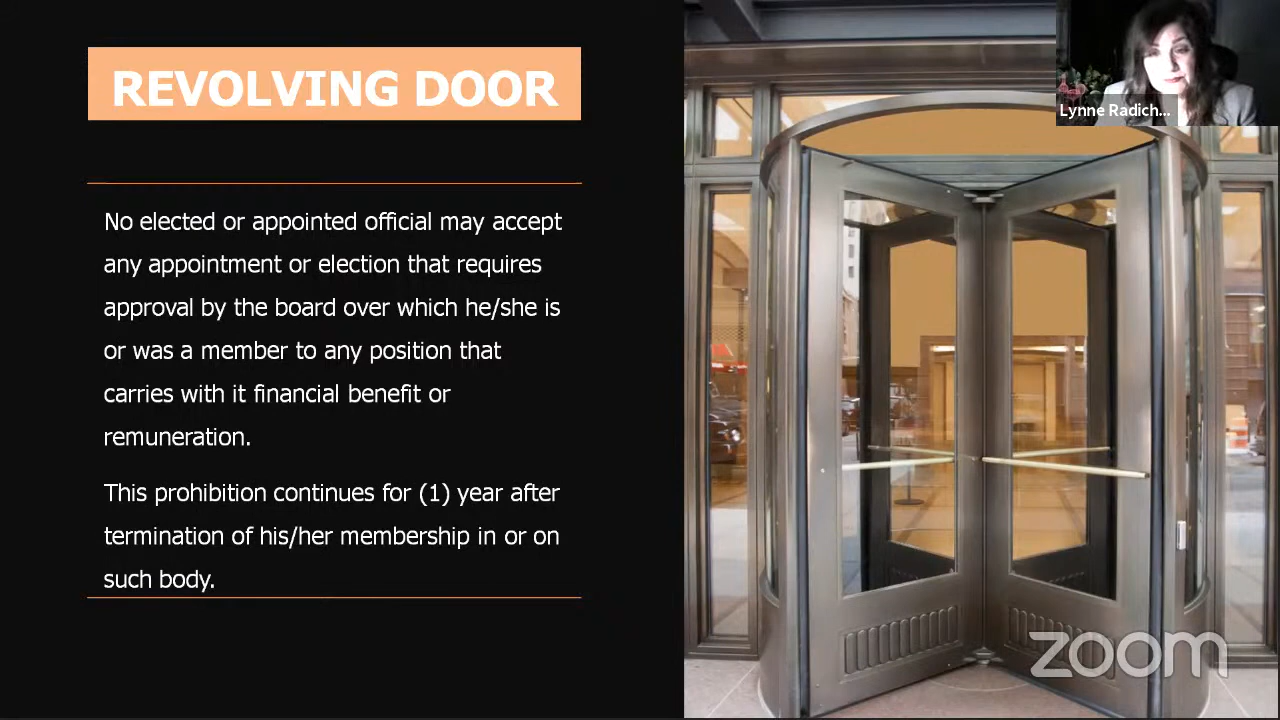 REVOLVING DOOR
No elected or appointed official may accept
any appointment or election that requires
approval by the board over which he/she is
or was a member to any position that
carries with it financial benefit or
remuneration.
This prohibition continues for (1) year after
termination of his/her membership in or on
such body.
Lynne Radich...
zoom